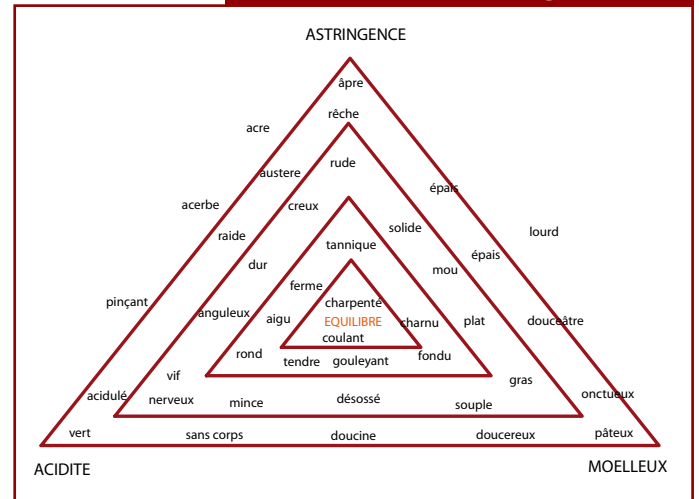 ASTRINGENCE
âpre
rêche
acre
rude
austere
épais
acerbe
creux
solide
lourd
raide
tannique
épais
dur
mou
ferme
pinçant
charpenté
anguleux
aigu
EQUILIBRE
charnu
plat
douceâtre
coulant
rond
tendre
gouleyant
fondu
vif
gras
acidulé
nerveux
mince
désossé
souple
onctueux
vert
sans corps
doucine
doucereux
pâteux
ACIDITE
MOELLEUX